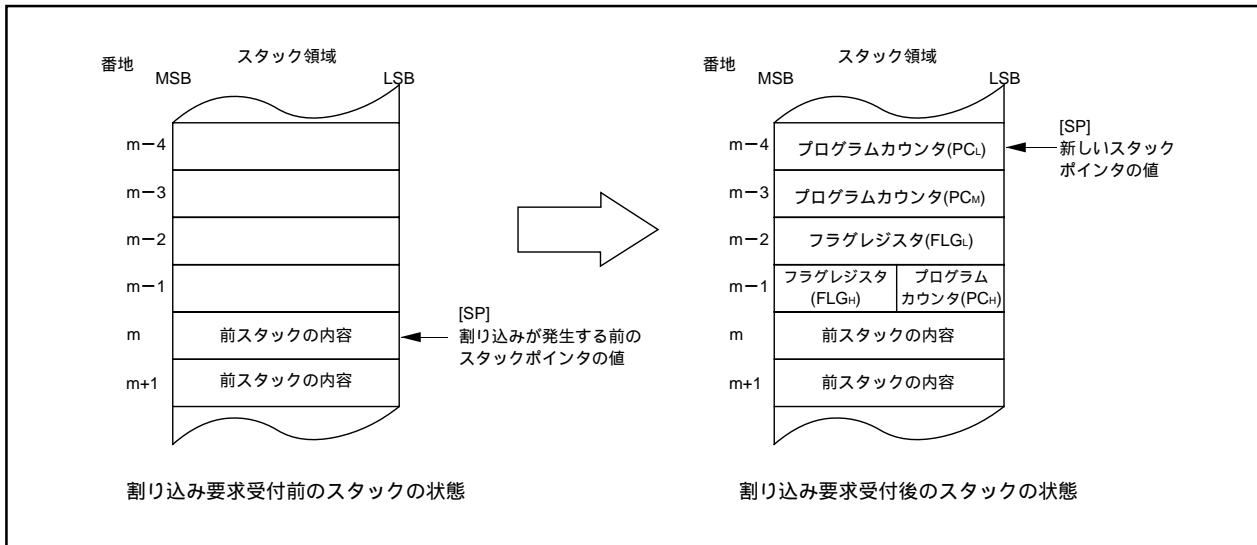 スタック領域
番地
MSB
LSB
m－4
m－3
m－2
m－1
m
前スタックの内容
m+1
前スタックの内容
[SP]
割り込みが発生する前の
スタックポインタの値
割り込み要求受付前のスタックの状態
スタック領域
番地
MSB
LSB
m－4
プログラムカウンタ(PCL)
m－3
プログラムカウンタ(PCM)
m－2
フラグレジスタ(FLGL)
m－1
フラグレジスタ
(FLGH)
プログラム
カウンタ(PCH)
m
前スタックの内容
m+1
前スタックの内容
[SP]
新しいスタック
ポインタの値
割り込み要求受付後のスタックの状態